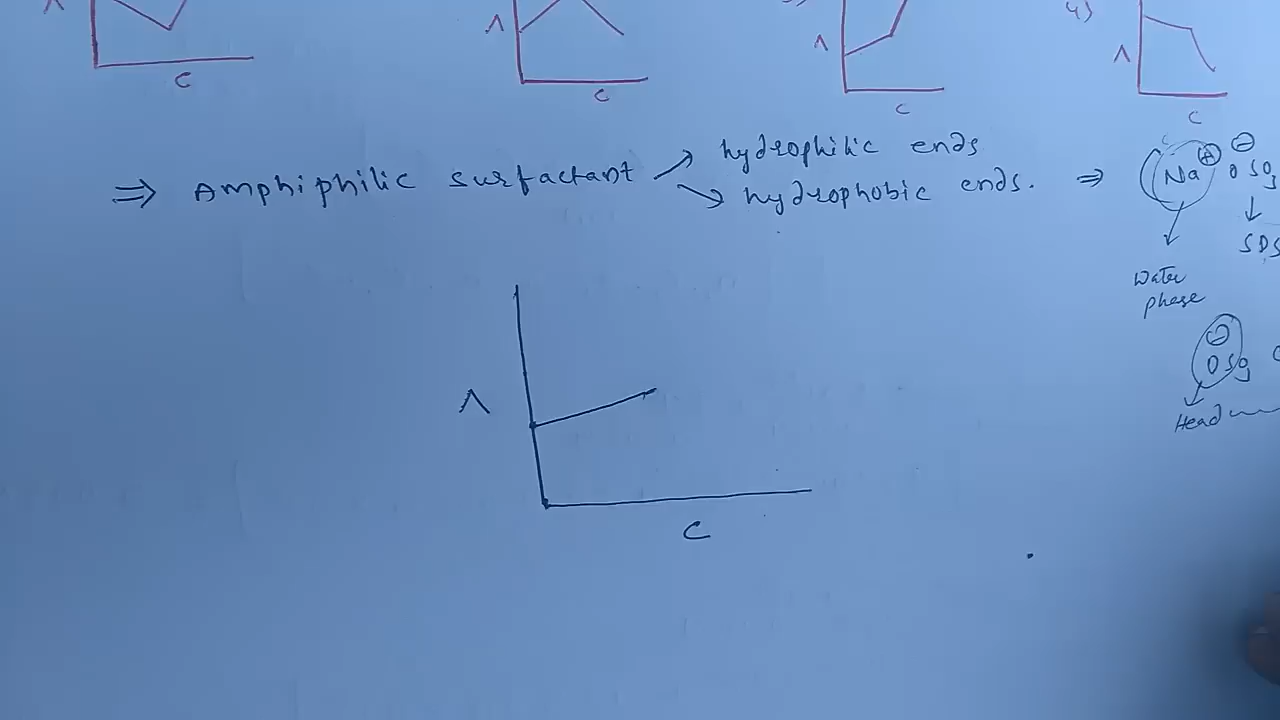 Λ C
Λ C
Λ C
4) Λ C
⇒ Amphiphilic surfactant → hydrophilic ends
→ hydrophobic ends. ⇒ Na⊕ ⊖OSO3
↓ SDS
Water phase
Λ
C
⊖
OSO3
Head